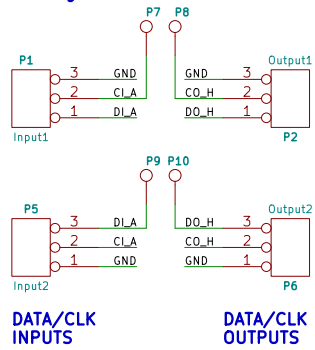 P7 P8
P1 Output1
3 GND GND 3
2 CI_A CO_H 2
1 DI_A DO_H 1
Input1 P2
P9 P10
P5 Output2
3 DI_A DO_H 3
2 CI_A CO_H 2
1 GND GND 1
Input2 P6
DATA/CLK DATA/CLK
INPUTS OUTPUTS